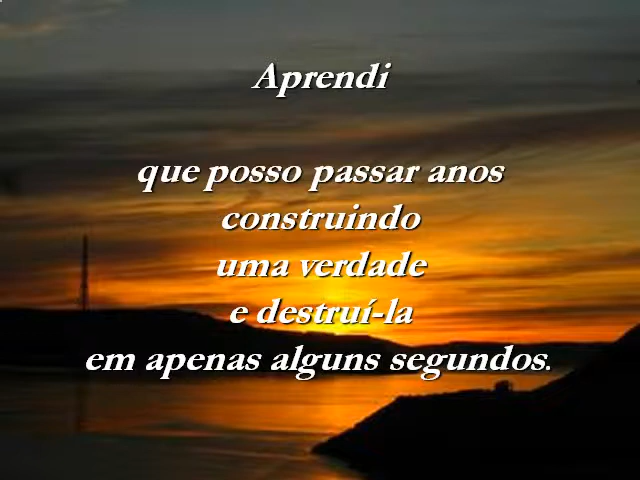 Aprendi
que posso passar anos
construindo
uma verdade
e destruí-la
em apenas alguns segundos.